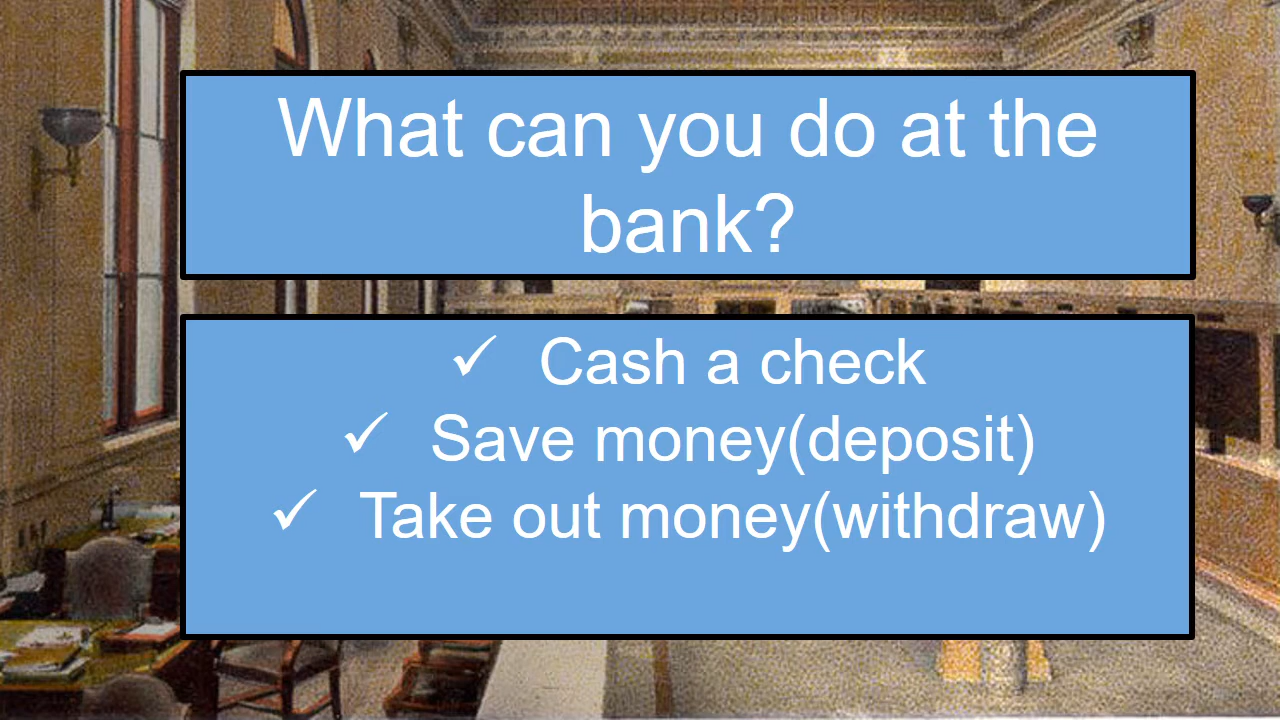 What can you do at the
bank?
✓ Cash a check
✓ Save money(deposit)
✓ Take out money(withdraw)